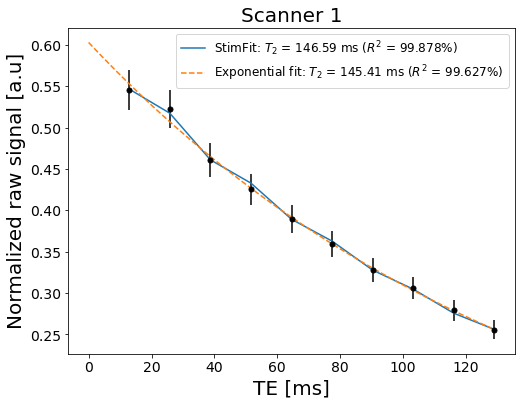 Scanner 1
StimFit: T₂ = 146.59 ms (R² = 99.878%)
Exponential fit: T₂ = 145.41 ms (R² = 99.627%)
Normalized raw signal [a.u]
0.60
0.55
0.50
0.45
0.40
0.35
0.30
0.25
0 20 40 60 80 100 120
TE [ms]